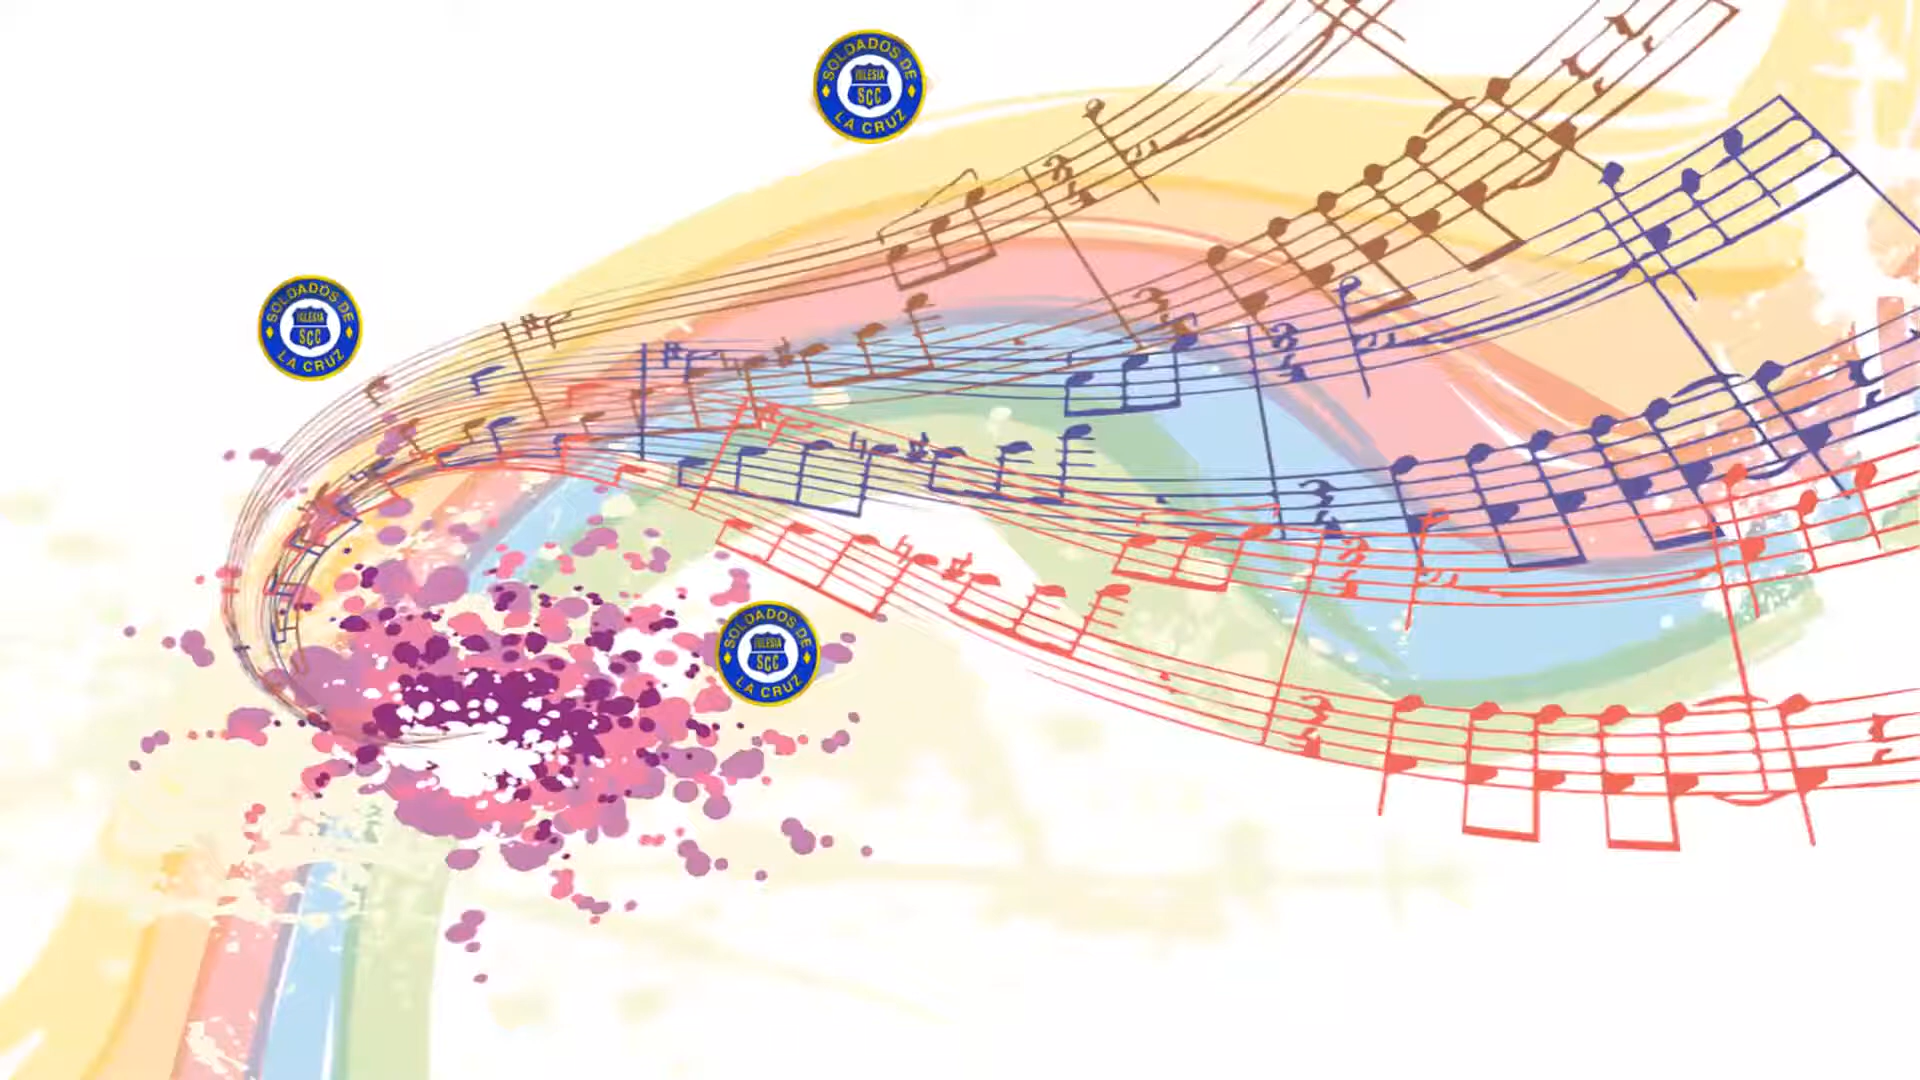 SOLDADOS DE
IGLESIA
SCC
LA CRUZ
SOLDADOS DE
IGLESIA
SCC
LA CRUZ
SOLDADOS DE
IGLESIA
SCC
LA CRUZ